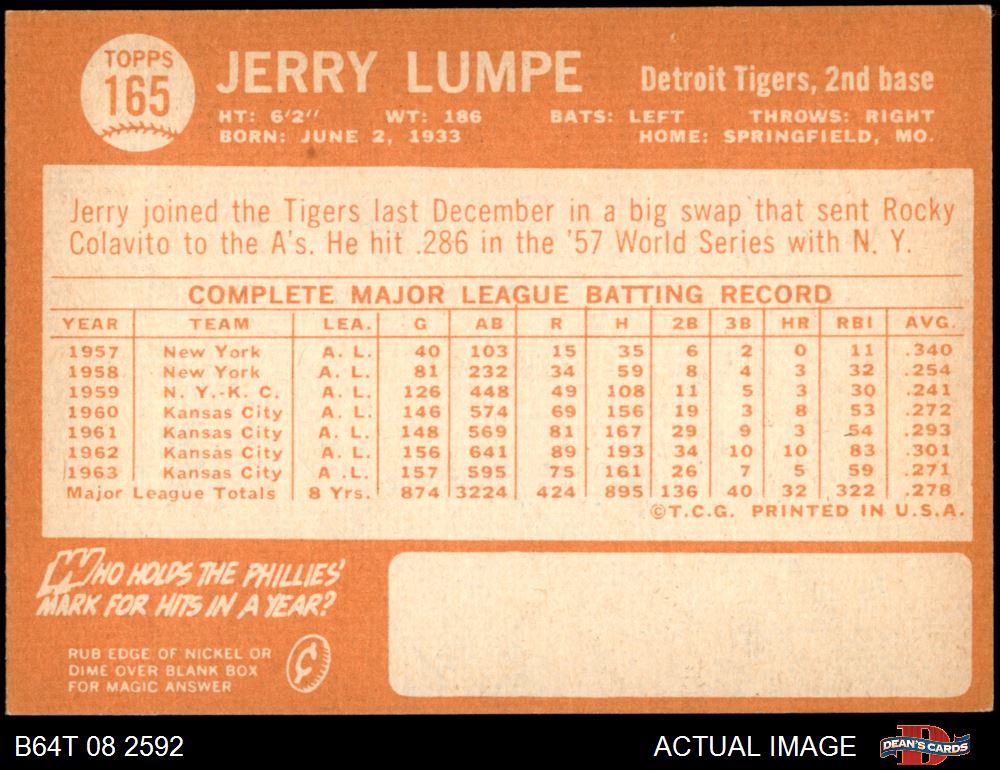 TOPPS
165
JERRY LUMPE
Detroit Tigers, 2nd base
HT: 6'2" WT: 186 BATS: LEFT THROWS: RIGHT
BORN: JUNE 2, 1933 HOME: SPRINGFIELD, MO.
Jerry joined the Tigers last December in a big swap that sent Rocky
Colavito to the A's. He hit .286 in the '57 World Series with N. Y.
COMPLETE MAJOR LEAGUE BATTING RECORD
YEAR TEAM LEA. G AB R H 2B 3B HR RBI AVG.
1957 New York A. L. 40 103 15 35 6 2 0 11 .340
1958 New York A. L. 81 232 34 59 8 4 3 32 .254
1959 N. Y.-K. C. A. L. 126 448 49 108 11 5 3 30 .241
1960 Kansas City A. L. 146 574 69 156 19 3 8 53 .272
1961 Kansas City A. L. 148 569 81 167 29 9 3 54 .293
1962 Kansas City A. L. 156 641 89 193 34 10 10 83 .301
1963 Kansas City A .L. 157 595 75 161 26 7 5 59 .271
Major League Totals 8 Yrs. 874 3224 424 895 136 40 32 322 .278
©T.C.G. PRINTED IN U.S.A.
WHO HOLDS THE PHILLIES'
MARK FOR HITS IN A YEAR?
RUB EDGE OF NICKEL OR
DIME OVER BLANK BOX
FOR MAGIC ANSWER
¢
B64T 08 2592
ACTUAL IMAGE
D
DEAN'S CARDS